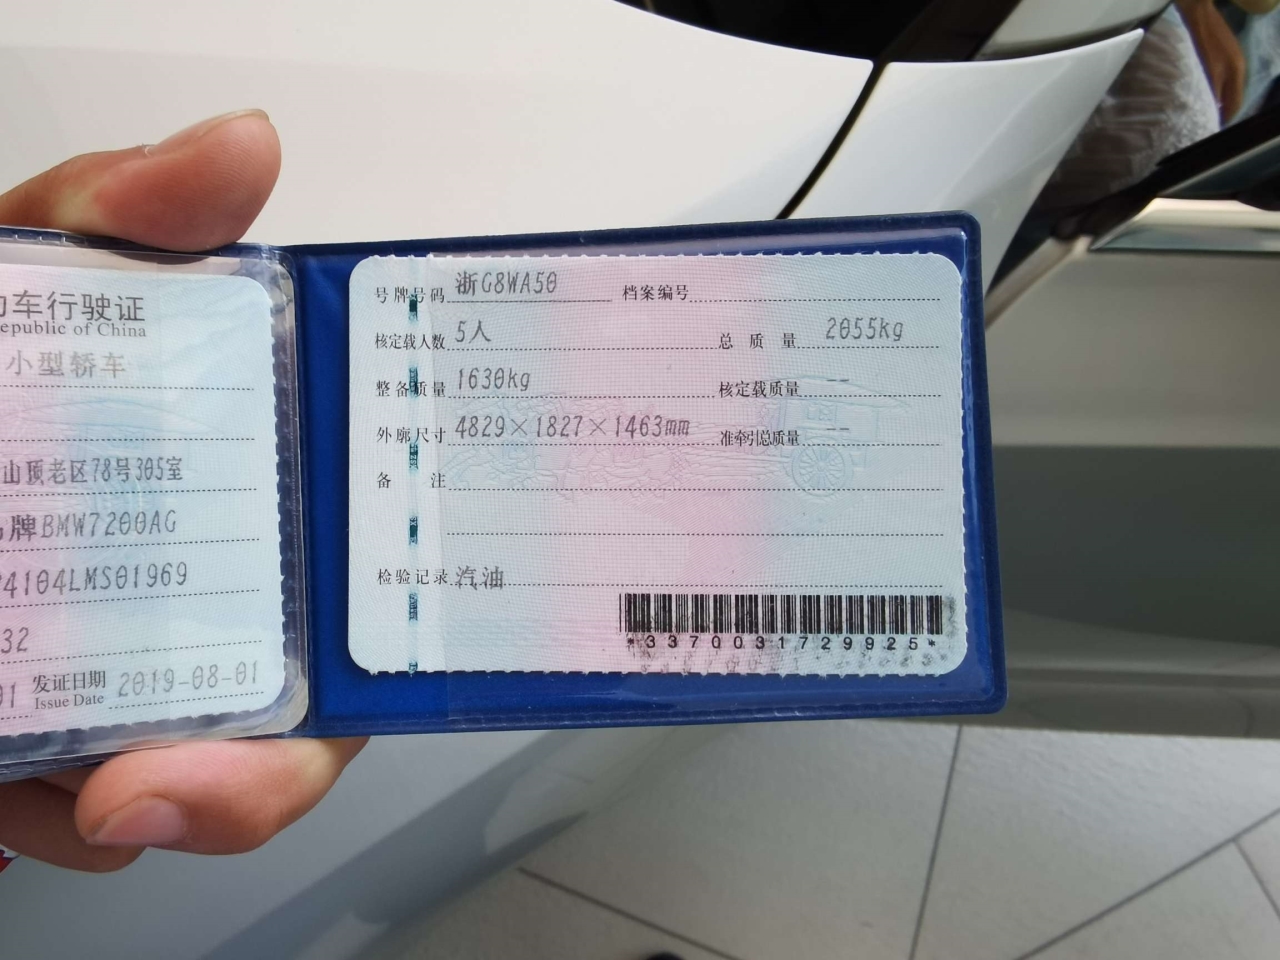 动车行驶证
epublic of China
小型轿车
山顶老区78号305室
牌BMW7200AG
4104LMS01969
32
01 发证日期 2019-08-01
Issue Date
号牌号码 浙G8WA50 档案编号
核定载人数 5人 总质量 2055kg
整备质量 1630kg 核定载质量 --
外廓尺寸 4829×1827×1463mm 准牵引总质量 --
备注
检验记录 汽油
*3370031729925*